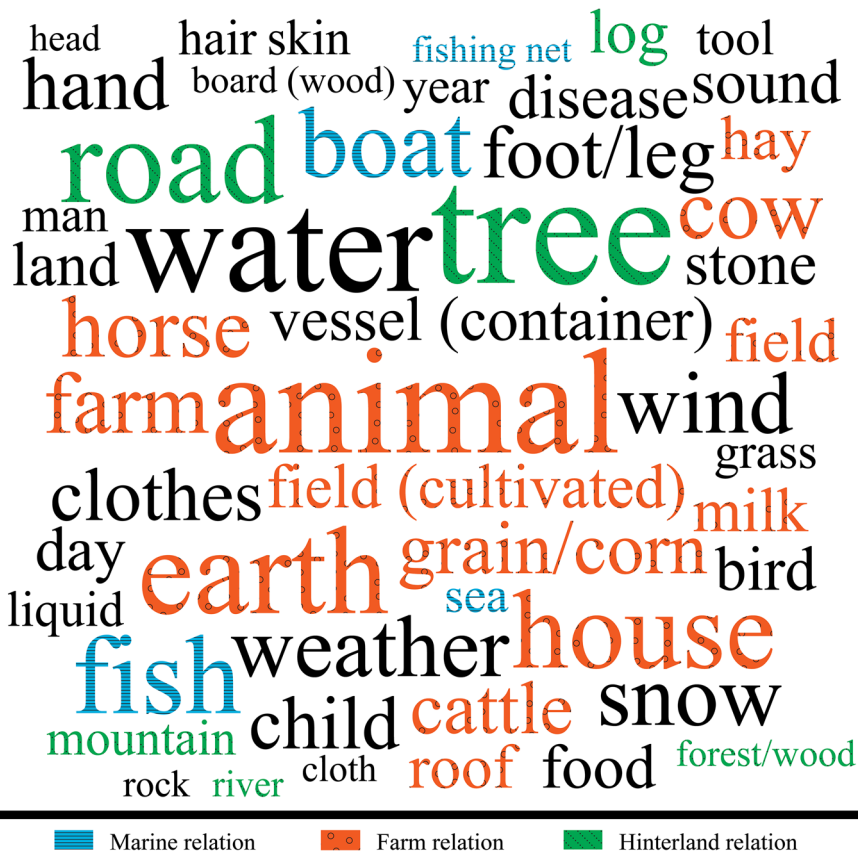 head hair skin fishing net log tool
hand board (wood) year disease sound
road boat foot/leg hay
man water tree cow
land stone
horse vessel (container) field
farm animal wind
grass
clothes field (cultivated) milk
day earth grain/corn bird
liquid sea house
fish weather snow
mountain child cattle forest/wood
rock river cloth roof food
Marine relation Farm relation Hinterland relation